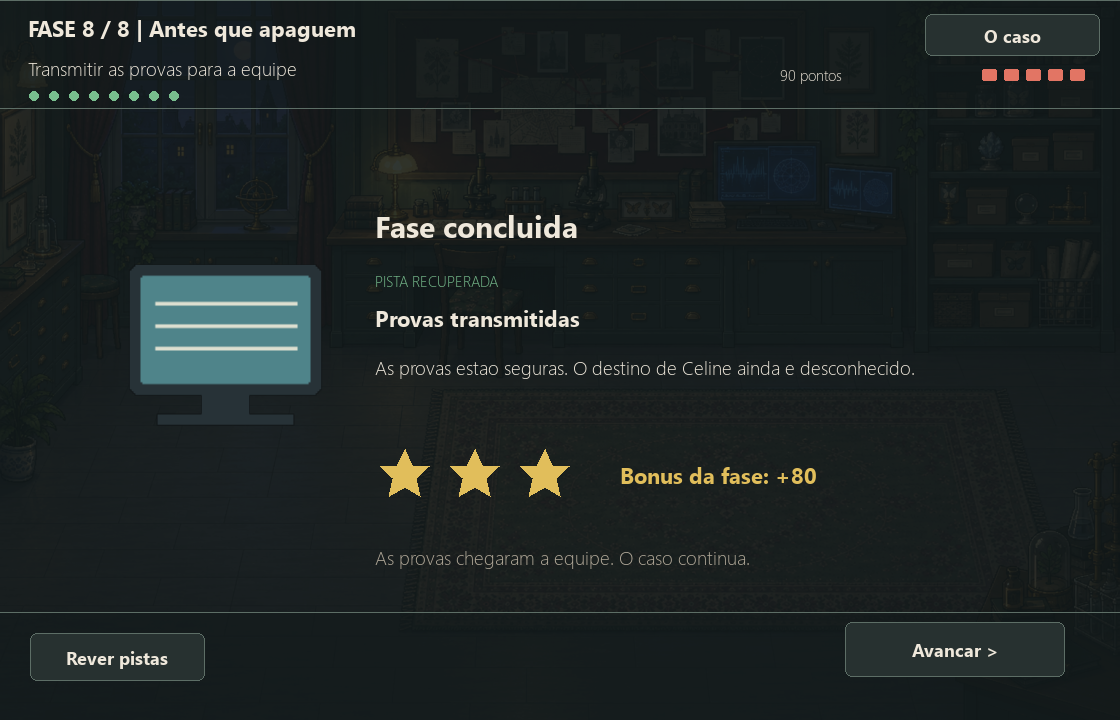 FASE 8 / 8 | Antes que apaguem
O caso
Transmitir as provas para a equipe
90 pontos
Fase concluida
PISTA RECUPERADA
Provas transmitidas
As provas estao seguras. O destino de Celine ainda e desconhecido.
Bonus da fase: +80
As provas chegaram a equipe. O caso continua.
Rever pistas
Avancar >